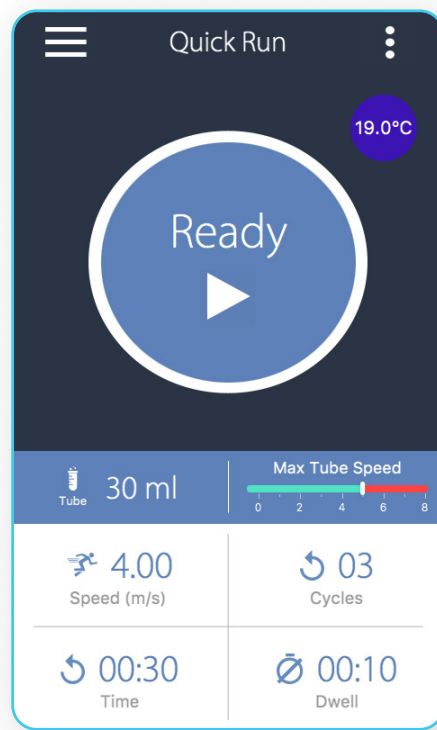 Quick Run
19.0°C
Ready
Tube
30 ml
Max Tube Speed
0 2 4 6 8
4.00
Speed (m/s)
03
Cycles
00:30
Time
00:10
Dwell